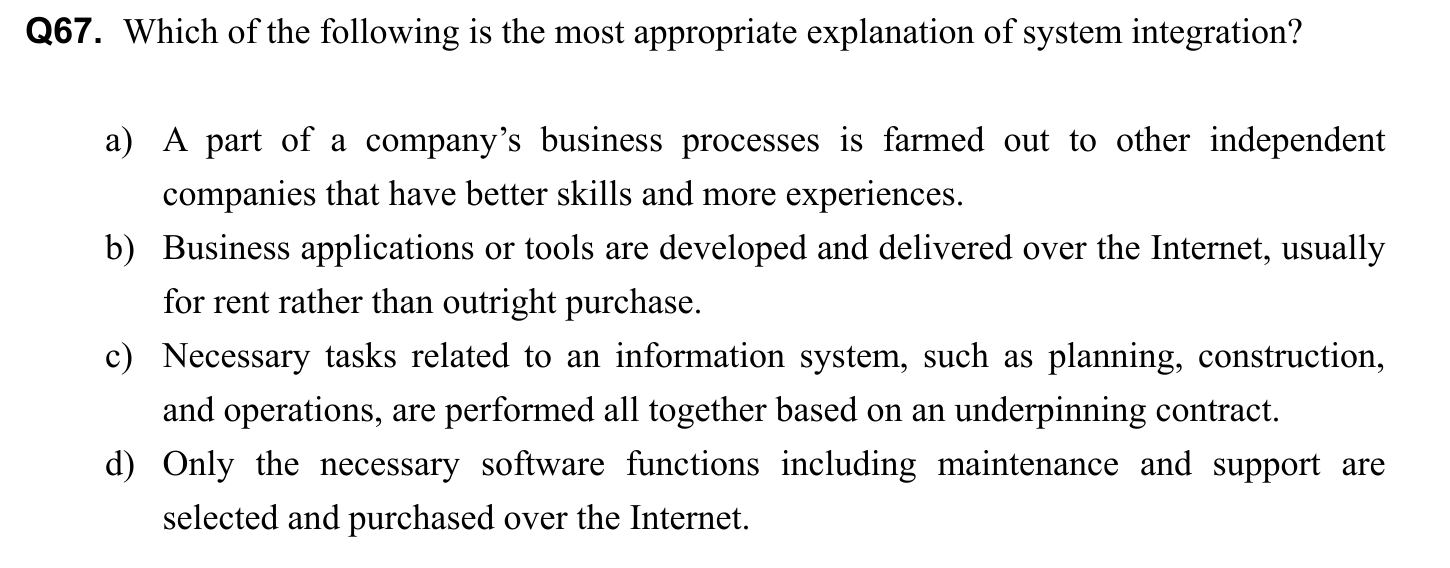 Q67. Which of the following is the most appropriate explanation of system integration?
a) A part of a company’s business processes is farmed out to other independent
companies that have better skills and more experiences.
b) Business applications or tools are developed and delivered over the Internet, usually
for rent rather than outright purchase.
c) Necessary tasks related to an information system, such as planning, construction,
and operations, are performed all together based on an underpinning contract.
d) Only the necessary software functions including maintenance and support are
selected and purchased over the Internet.